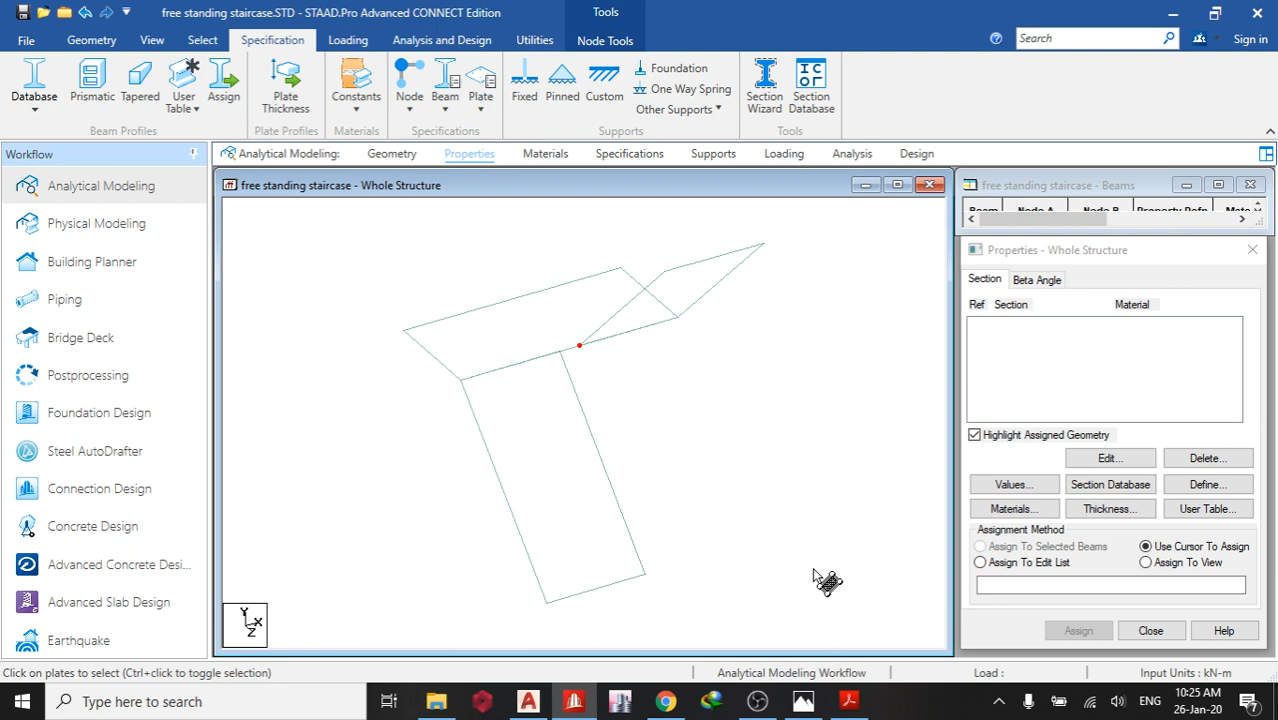 free standing staircase.STD - STAAD.Pro Advanced CONNECT Edition
Tools
File
Geometry
View
Select
Specification
Loading
Analysis and Design
Utilities
Node Tools
Search
Sign in
Database
Prismatic
Tapered
User Table
Assign
Plate Thickness
Constants
Node
Beam
Plate
Fixed
Pinned
Custom
Foundation
One Way Spring
Other Supports
Section Wizard
Section Database
Beam Profiles
Plate Profiles
Materials
Specifications
Supports
Tools
Workflow
Analytical Modeling:
Geometry
Properties
Materials
Specifications
Supports
Loading
Analysis
Design
Analytical Modeling
Physical Modeling
Building Planner
Piping
Bridge Deck
Postprocessing
Foundation Design
Steel AutoDrafter
Connection Design
Concrete Design
Advanced Concrete Desi...
Advanced Slab Design
Earthquake
free standing staircase - Whole Structure
Y
X
Z
free standing staircase - Beams
Beam
Node A
Node B
Property Refn
Mate
Properties - Whole Structure
Section
Beta Angle
Ref
Section
Material
Highlight Assigned Geometry
Edit...
Delete...
Values...
Section Database
Define...
Materials...
Thickness...
User Table...
Assignment Method
Assign To Selected Beams
Use Cursor To Assign
Assign To Edit List
Assign To View
Assign
Close
Help
Click on plates to select (Ctrl+click to toggle selection)
Analytical Modeling Workflow
Load :
Input Units : kN-m
Type here to search
ENG
10:25 AM
26-Jan-20
7